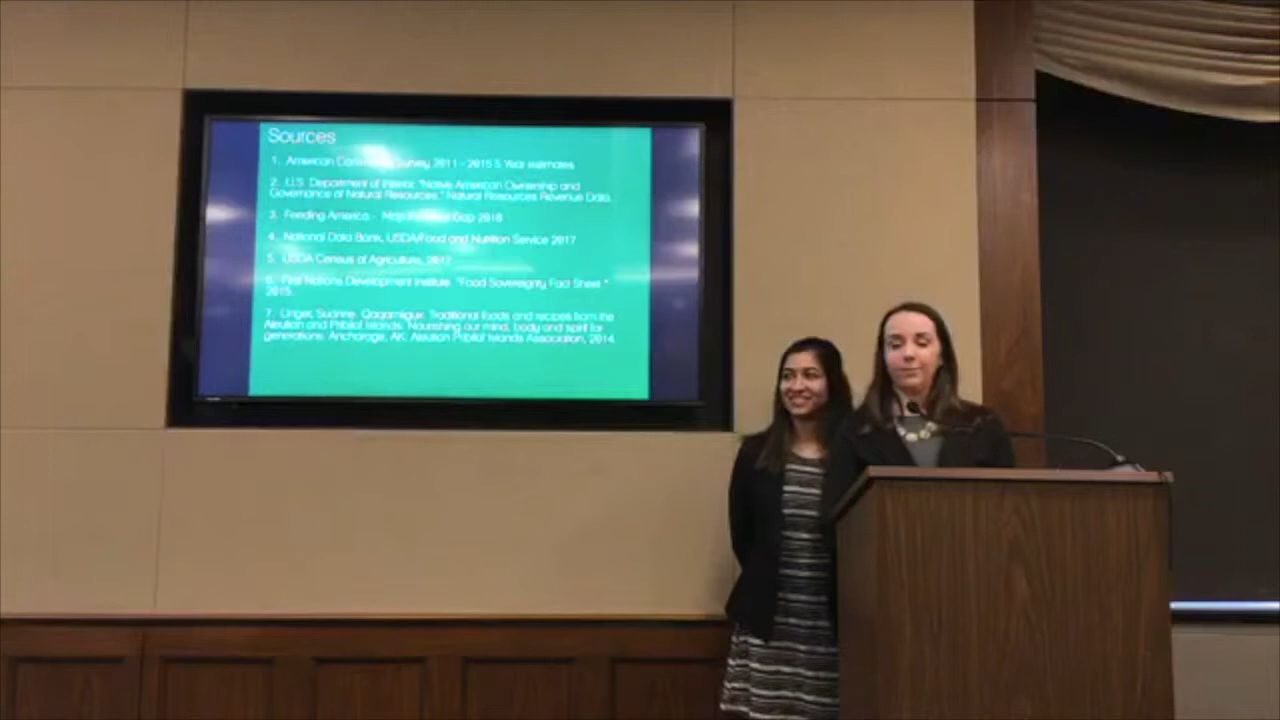 Sources
1. American Survey 2011 - 2015 5 Year estimates
2. U.S. Department of Interior. "Native American Ownership and
Governance of Natural Resources." Natural Resources Revenue Data.
3. Feeding America - Gap 2018
4. National Data Bank, USDA/Food and Nutrition Service 2017
5. USDA Census of Agriculture, 2012
6. First Nations Development Institute. "Food Sovereignty Fact Sheet."
2015.
7. Unger, Suanne. Qaqamiigux: Traditional foods and recipes from the
Aleutian and Pribilof Islands: Nourishing our mind, body and spirit for
generations. Anchorage, AK: Aleutian Pribilof Islands Association, 2014.